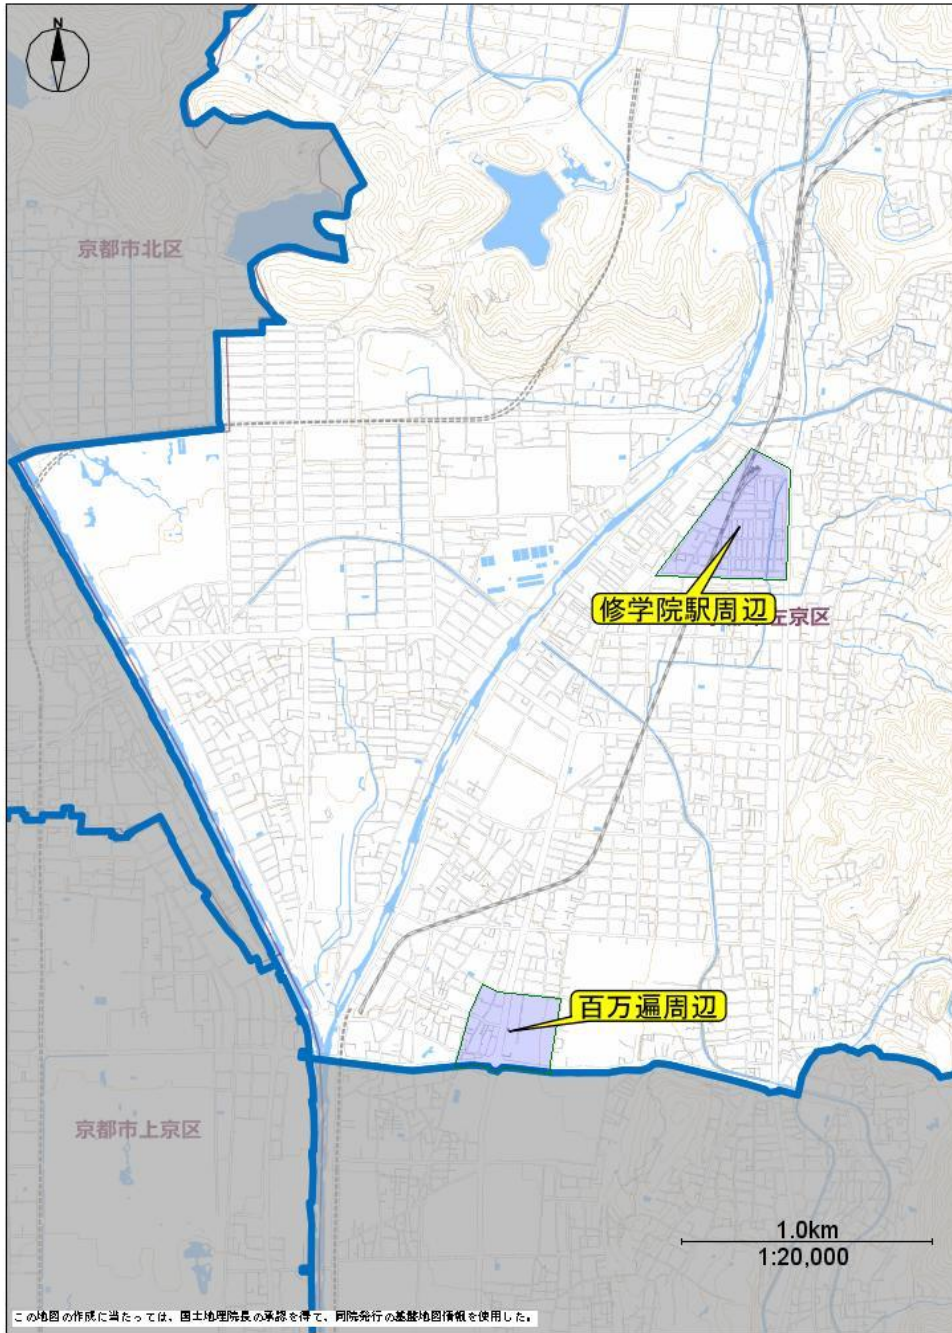 N
京都市北区
修学院駅周辺
左京区
百万遍周辺
京都市上京区
1.0km
1:20,000
この地図の作成に当たっては、国土地理院長の承認を得て、同院発行の基盤地図情報を使用した。